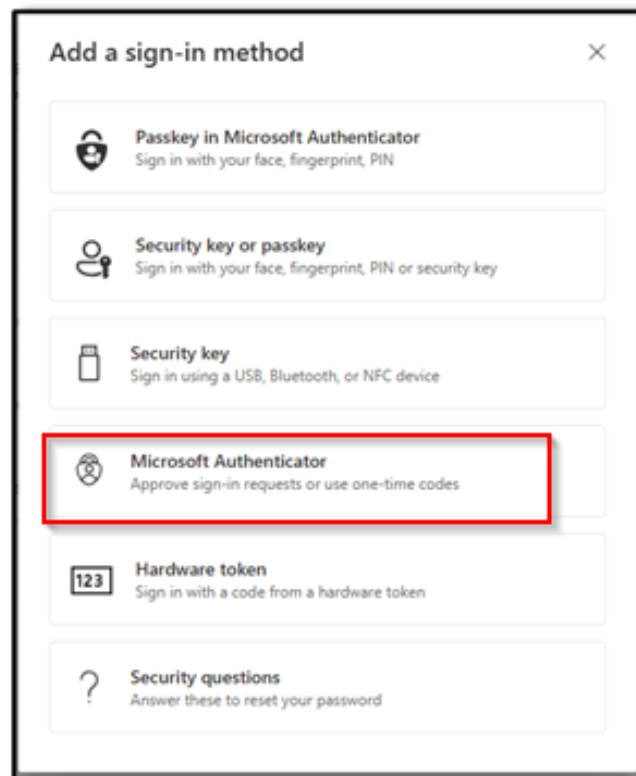 Add a sign-in method
Passkey in Microsoft Authenticator
Sign in with your face, fingerprint, PIN
Security key or passkey
Sign in with your face, fingerprint, PIN or security key
Security key
Sign in using a USB, Bluetooth, or NFC device
Microsoft Authenticator
Approve sign-in requests or use one-time codes
123
Hardware token
Sign in with a code from a hardware token
?
Security questions
Answer these to reset your password